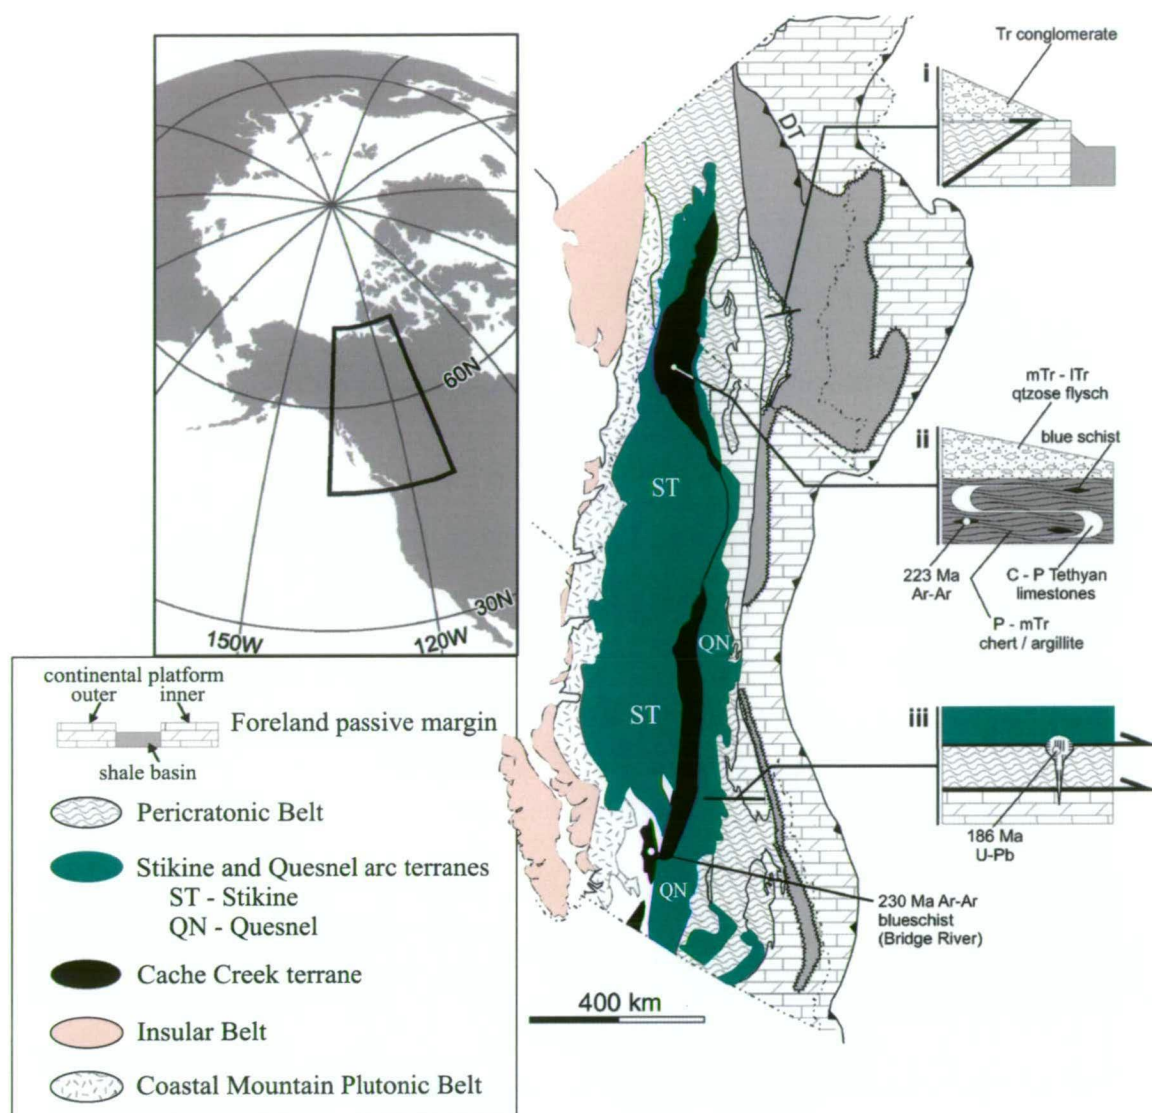 60N
30N
150W
120W
continental platform
outer
inner
Foreland passive margin
shale basin
Pericratonic Belt
Stikine and Quesnel arc terranes
ST - Stikine
QN - Quesnel
Cache Creek terrane
Insular Belt
Coastal Mountain Plutonic Belt
DT
ST
QN
ST
QN
400 km
i
Tr conglomerate
ii
mTr - lTr
qtzose flysch
blue schist
223 Ma
Ar-Ar
C - P Tethyan
limestones
P - mTr
chert / argillite
iii
186 Ma
U-Pb
230 Ma Ar-Ar
blueschist
(Bridge River)